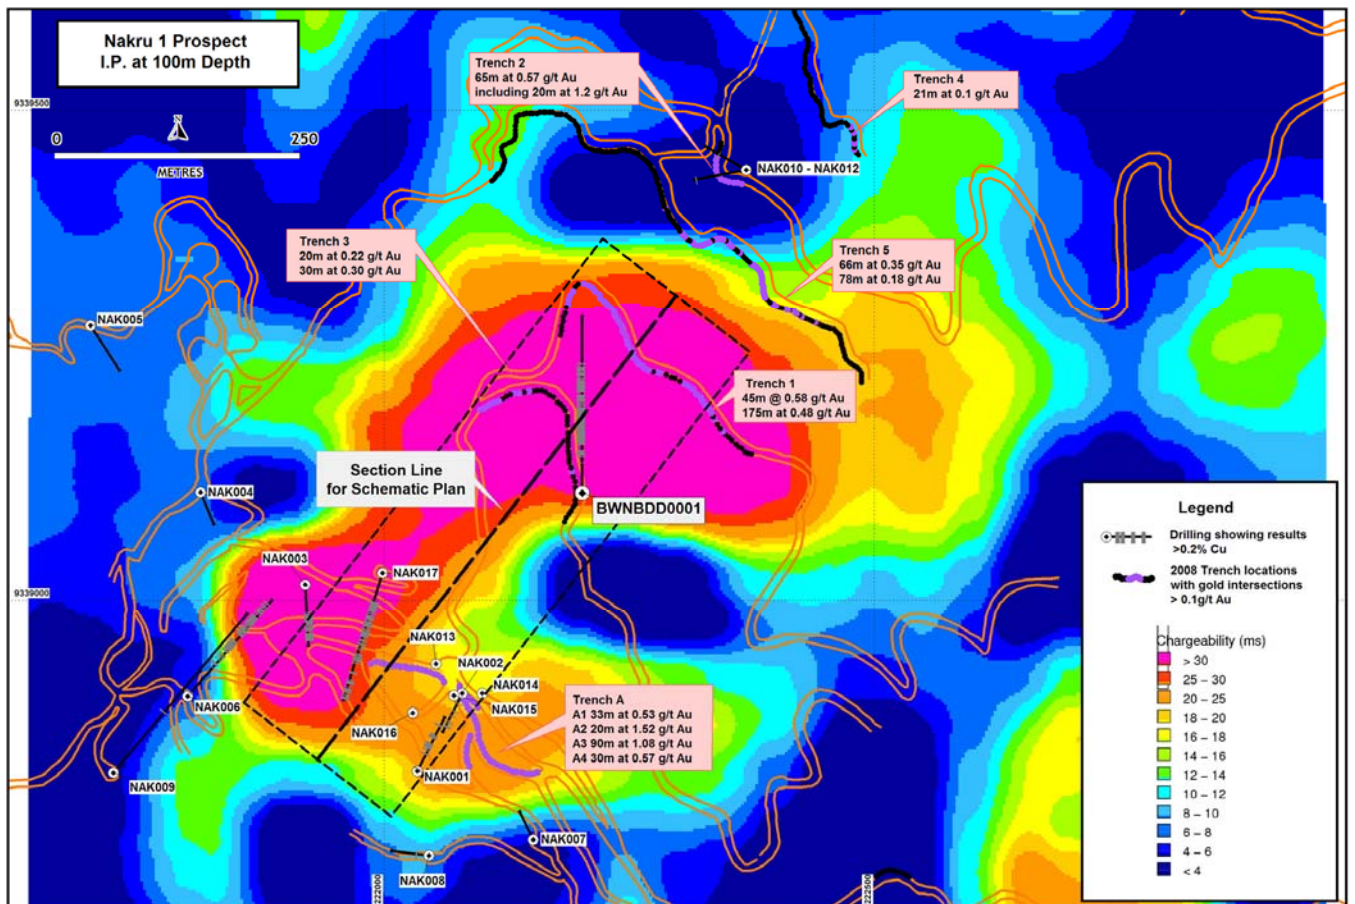 Nakru 1 Prospect
I.P. at 100m Depth
0
250
METRES
9339500
9339000
222000
222500
Trench 2
65m at 0.57 g/t Au
including 20m at 1.2 g/t Au
Trench 4
21m at 0.1 g/t Au
NAK010 - NAK012
Trench 3
20m at 0.22 g/t Au
30m at 0.30 g/t Au
Trench 5
66m at 0.35 g/t Au
78m at 0.18 g/t Au
NAK005
Trench 1
45m @ 0.58 g/t Au
175m at 0.48 g/t Au
Section Line
for Schematic Plan
NAK004
BWNBDD0001
NAK003
NAK017
NAK013
NAK002
NAK014
NAK015
NAK006
NAK016
Trench A
A1 33m at 0.53 g/t Au
A2 20m at 1.52 g/t Au
A3 90m at 1.08 g/t Au
A4 30m at 0.57 g/t Au
NAK001
NAK009
NAK007
NAK008
Legend
Drilling showing results
>0.2% Cu
2008 Trench locations
with gold intersections
> 0.1g/t Au
Chargeability (ms)
> 30
25 – 30
20 – 25
18 – 20
16 – 18
14 – 16
12 – 14
10 – 12
8 – 10
6 – 8
4 – 6
< 4